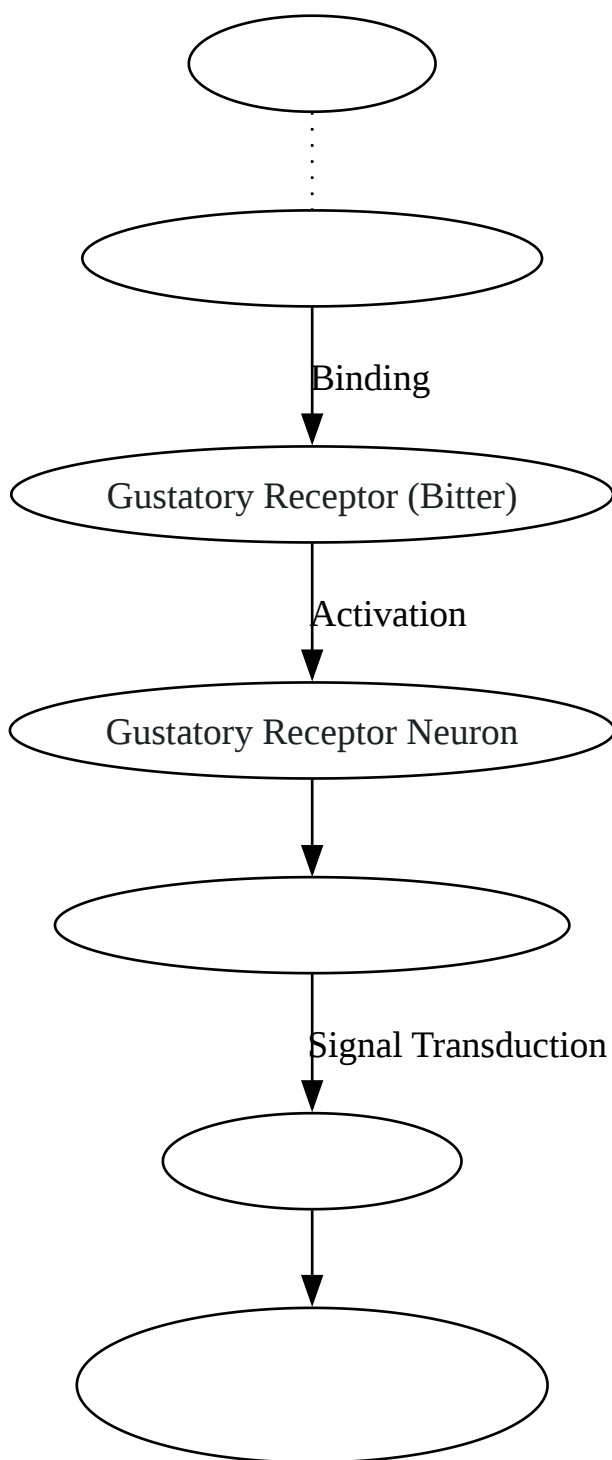 Binding
Gustatory Receptor (Bitter)
Activation
Gustatory Receptor Neuron
Signal Transduction